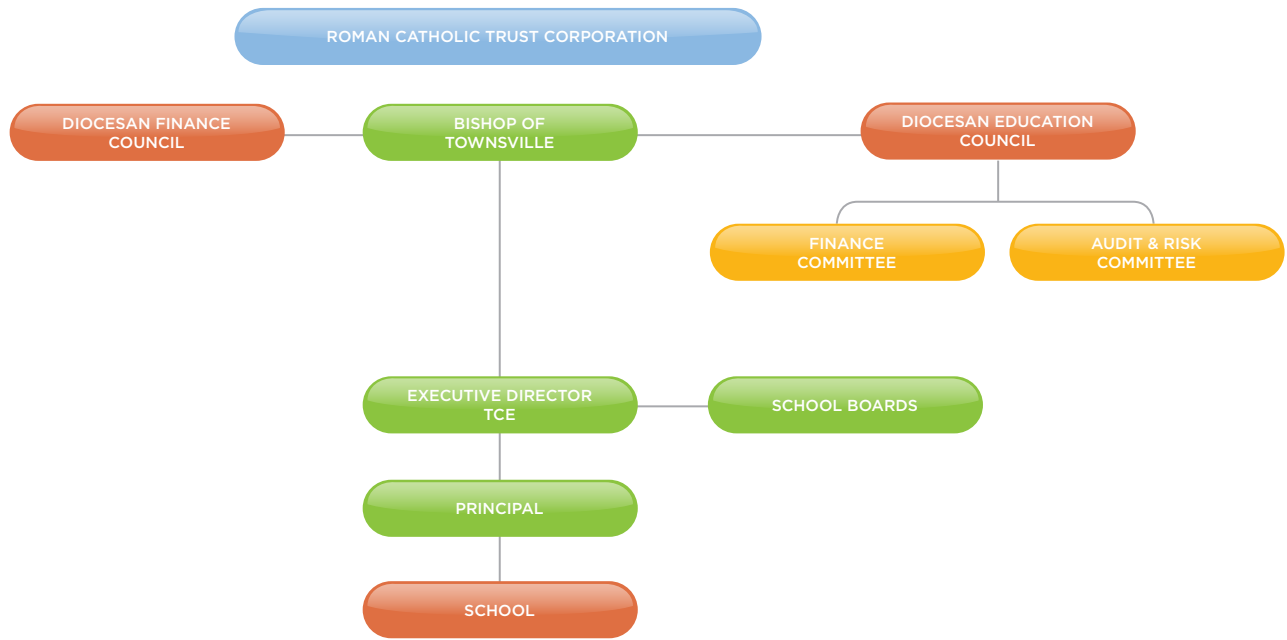 ROMAN CATHOLIC TRUST CORPORATION
DIOCESAN FINANCE
COUNCIL
BISHOP OF
TOWNSVILLE
DIOCESAN EDUCATION
COUNCIL
FINANCE
COMMITTEE
AUDIT & RISK
COMMITTEE
EXECUTIVE DIRECTOR
TCE
SCHOOL BOARDS
PRINCIPAL
SCHOOL